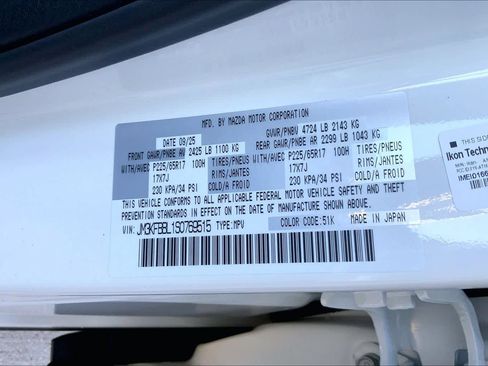 MFD. BY MAZDA MOTOR CORPORATION
DATE 09/25 GVWR/PNBV 4724 LB 2143 KG
FRONT GAWR/PNBE AV 2425 LB 1100 KG REAR GAWR/PNBE AR 2299 LB 1043 KG
WITH/AVEC P225/65R17 100H TIRES/PNEUS WITH/AVEC P225/65R17 100H TIRES/PNEUS
17X7J RIMS/JANTES 17X7J RIMS/JANTES
230 KPA/34 PSI COLD/A FROID 230 KPA/34 PSI COLD/A FROID
THIS VEHICLE CONFORMS TO ALL APPLICABLE FEDERAL MOTOR VEHICLE SAFETY AND THEFT
PREVENTION STANDARDS IN EFFECT ON THE DATE OF MANUFACTURE SHOWN ABOVE.
VIN: JM3KFBBL1S0769515 TYPE:MPV COLOR CODE: 51K MADE IN JAPAN
Ikon Techn